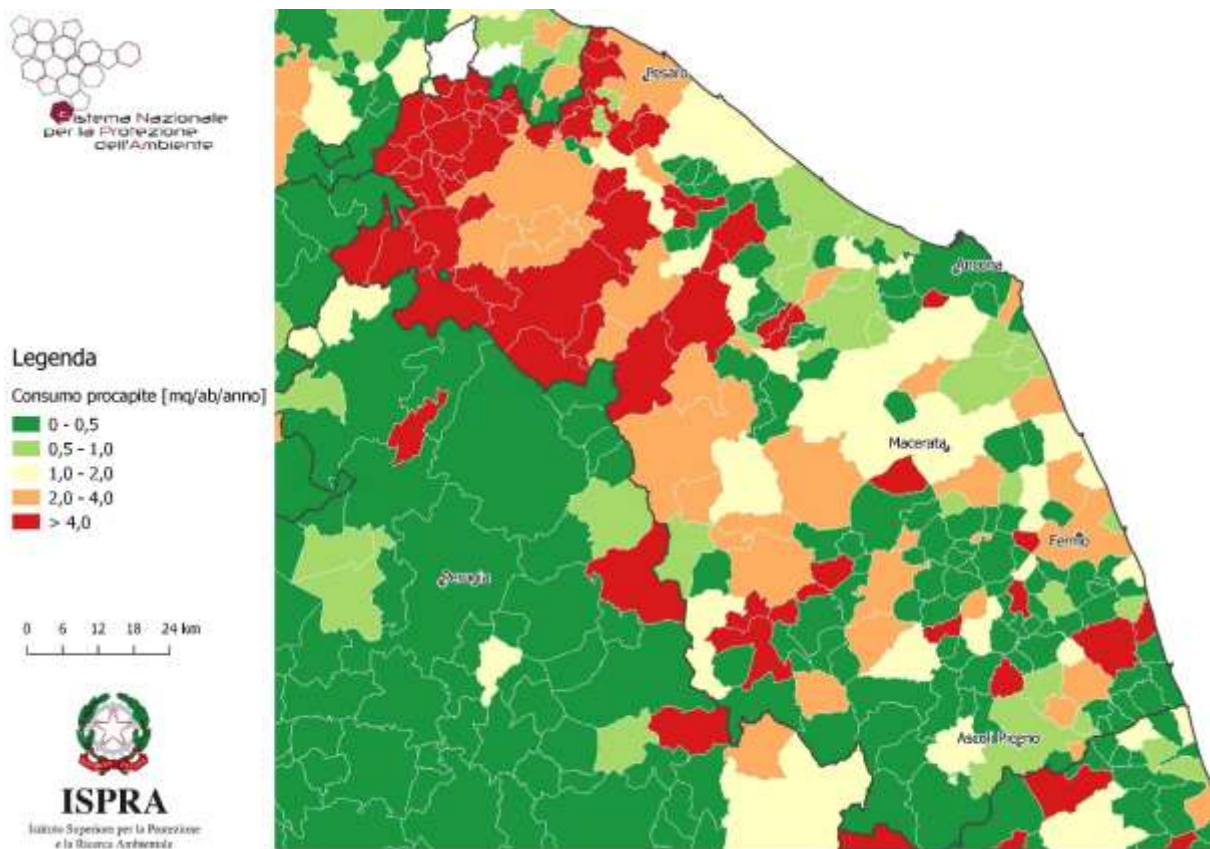 Sistema Nazionale
per la Protezione
dell'Ambiente
Legenda
Consumo procapite [mq/ab/anno]
0 - 0,5
0,5 - 1,0
1,0 - 2,0
2,0 - 4,0
> 4,0
0 6 12 18 24 km
ISPRA
Istituto Superiore per la Protezione
e la Ricerca Ambientale
Pesaro
Ancona
Macerata
Fermo
Perugia
Ascoli Piceno